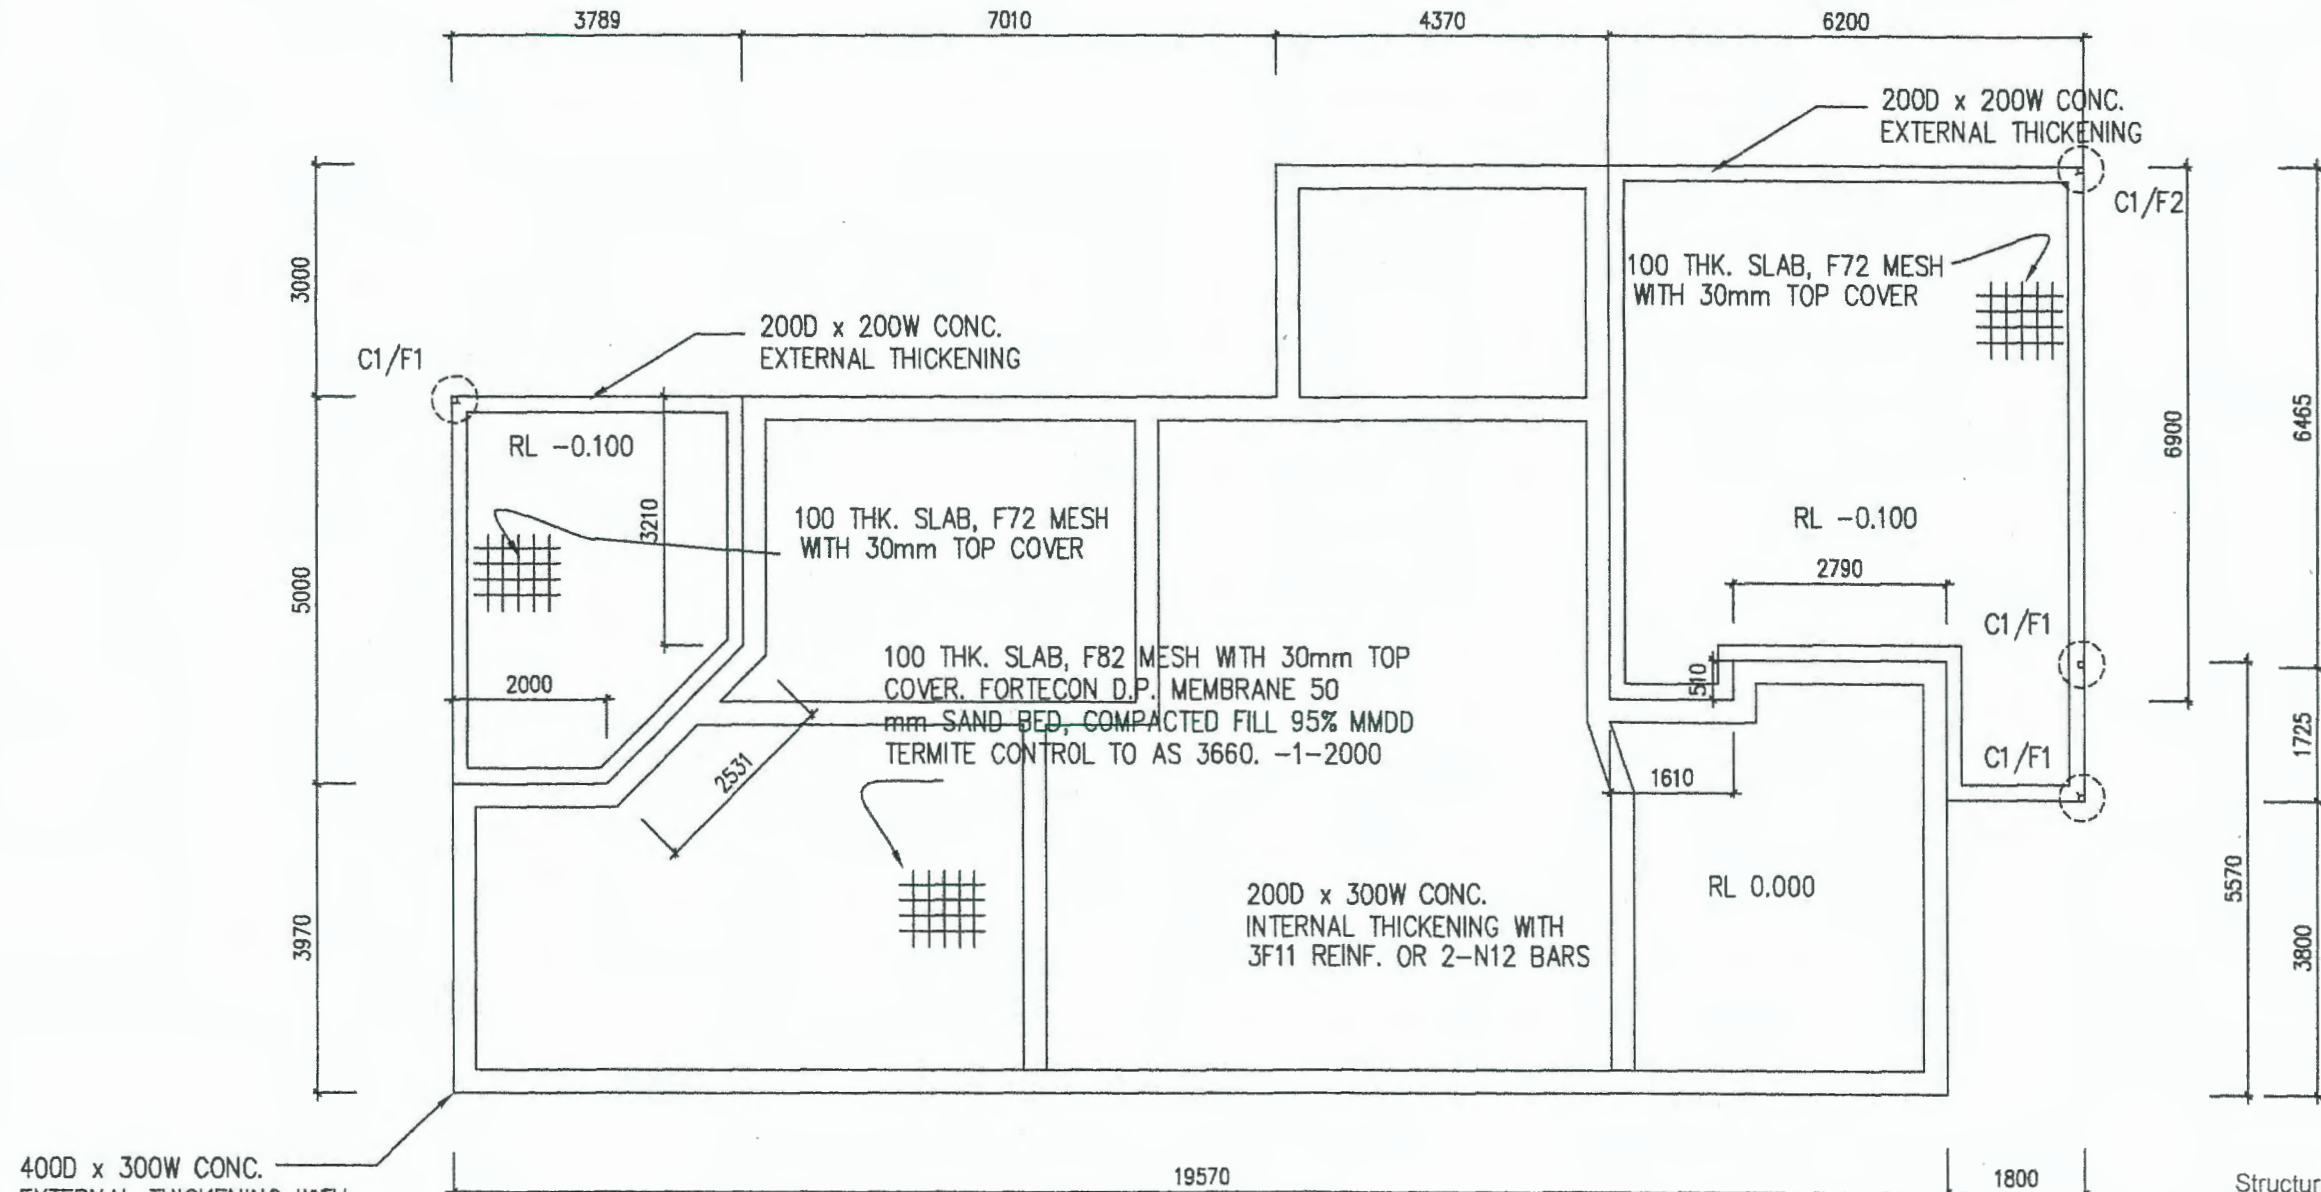 3789
7010
4370
6200
200D x 200W CONC.
EXTERNAL THICKENING
C1/F2
100 THK. SLAB, F72 MESH
WITH 30mm TOP COVER
3000
200D x 200W CONC.
EXTERNAL THICKENING
C1/F1
RL -0.100
6900
6465
3210
100 THK. SLAB, F72 MESH
WITH 30mm TOP COVER
RL -0.100
5000
2790
C1/F1
100 THK. SLAB, F82 MESH WITH 30mm TOP
COVER. FORTECON D.P. MEMBRANE 50
mm SAND BED, COMPACTED FILL 95% MMDD
TERMITE CONTROL TO AS 3660. -1-2000
2000
510
1725
C1/F1
2531
1610
5570
RL 0.000
200D x 300W CONC.
INTERNAL THICKENING WITH
3F11 REINF. OR 2-N12 BARS
3970
3800
400D x 300W CONC.
EXTERNAL THICKENING WITH
19570
1800
Structur